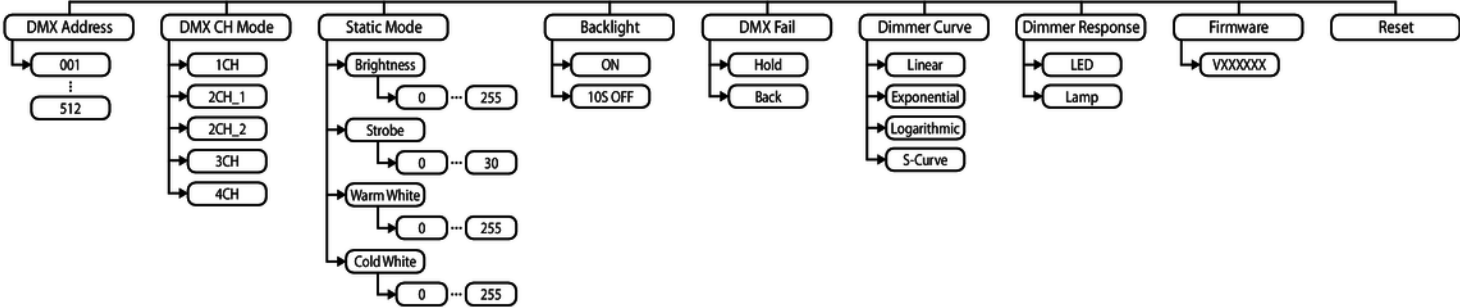 DMX Address
001
⋮
512
DMX CH Mode
1CH
2CH_1
2CH_2
3CH
4CH
Static Mode
Brightness
0 ... 255
Strobe
0 ... 30
Warm White
0 ... 255
Cold White
0 ... 255
Backlight
ON
10S OFF
DMX Fail
Hold
Back
Dimmer Curve
Linear
Exponential
Logarithmic
S-Curve
Dimmer Response
LED
Lamp
Firmware
VXXXXXX
Reset